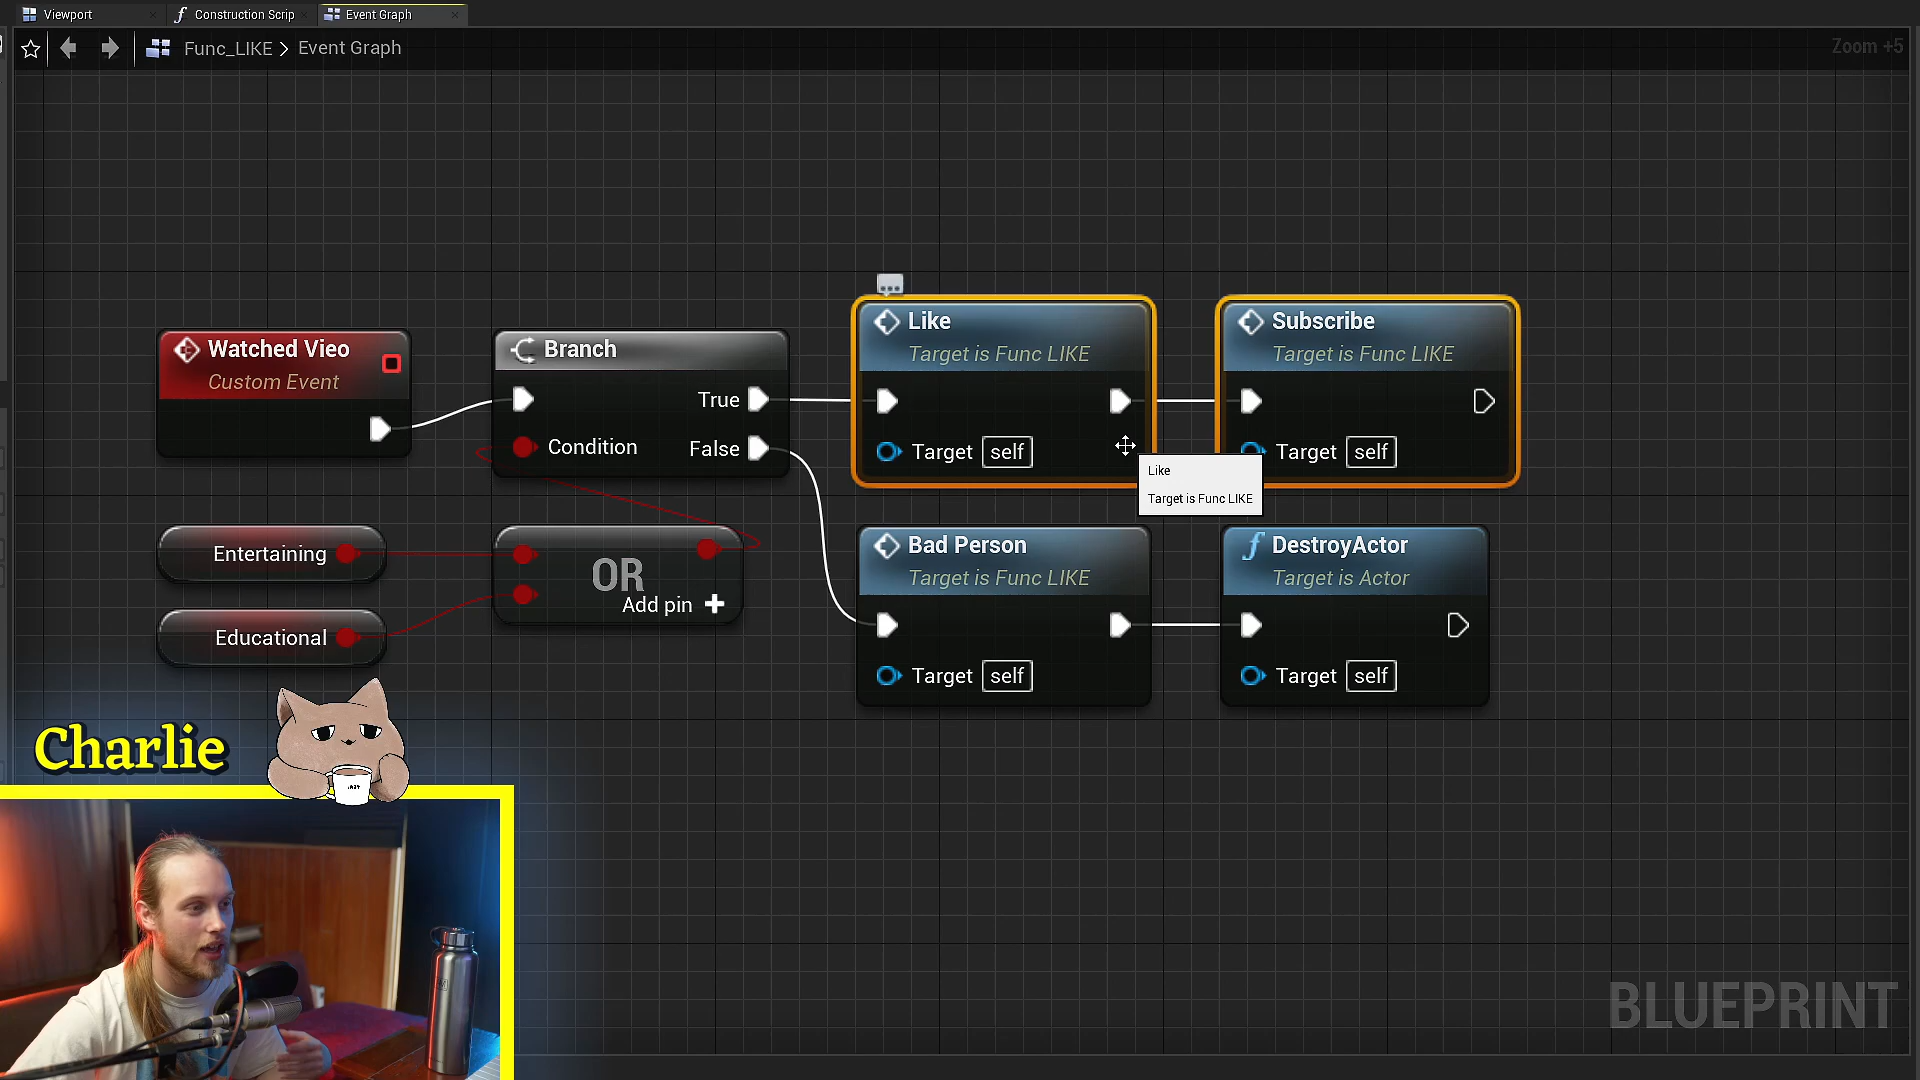 Viewport
Construction Scrip
Event Graph
Func_LIKE > Event Graph
Zoom +5
Watched Vieo
Custom Event
Branch
True
Condition
False
Like
Target is Func LIKE
Target self
Subscribe
Target is Func LIKE
Target self
Like
Target is Func LIKE
Entertaining
Educational
OR
Add pin
Bad Person
Target is Func LIKE
Target self
DestroyActor
Target is Actor
Target self
Charlie
BLUEPRINT